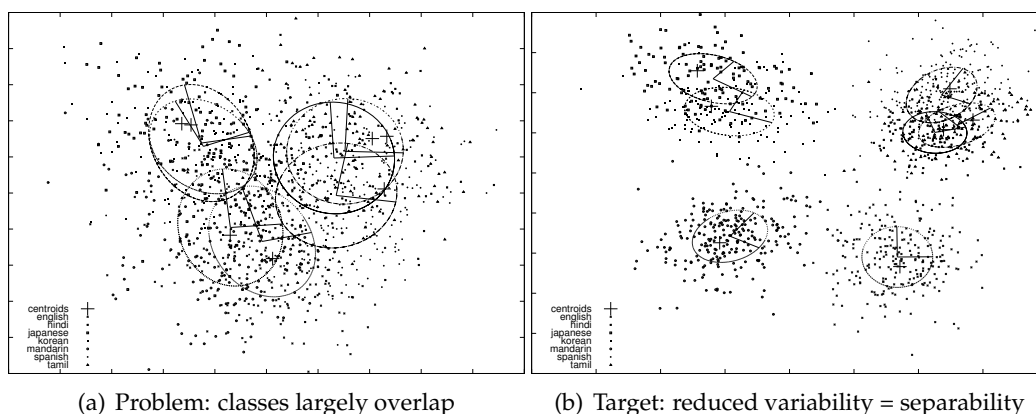 centroids
english
hindi
japanese
korean
mandarin
spanish
tamil
centroids
english
hindi
japanese
korean
mandarin
spanish
tamil
(a) Problem: classes largely overlap
(b) Target: reduced variability = separability